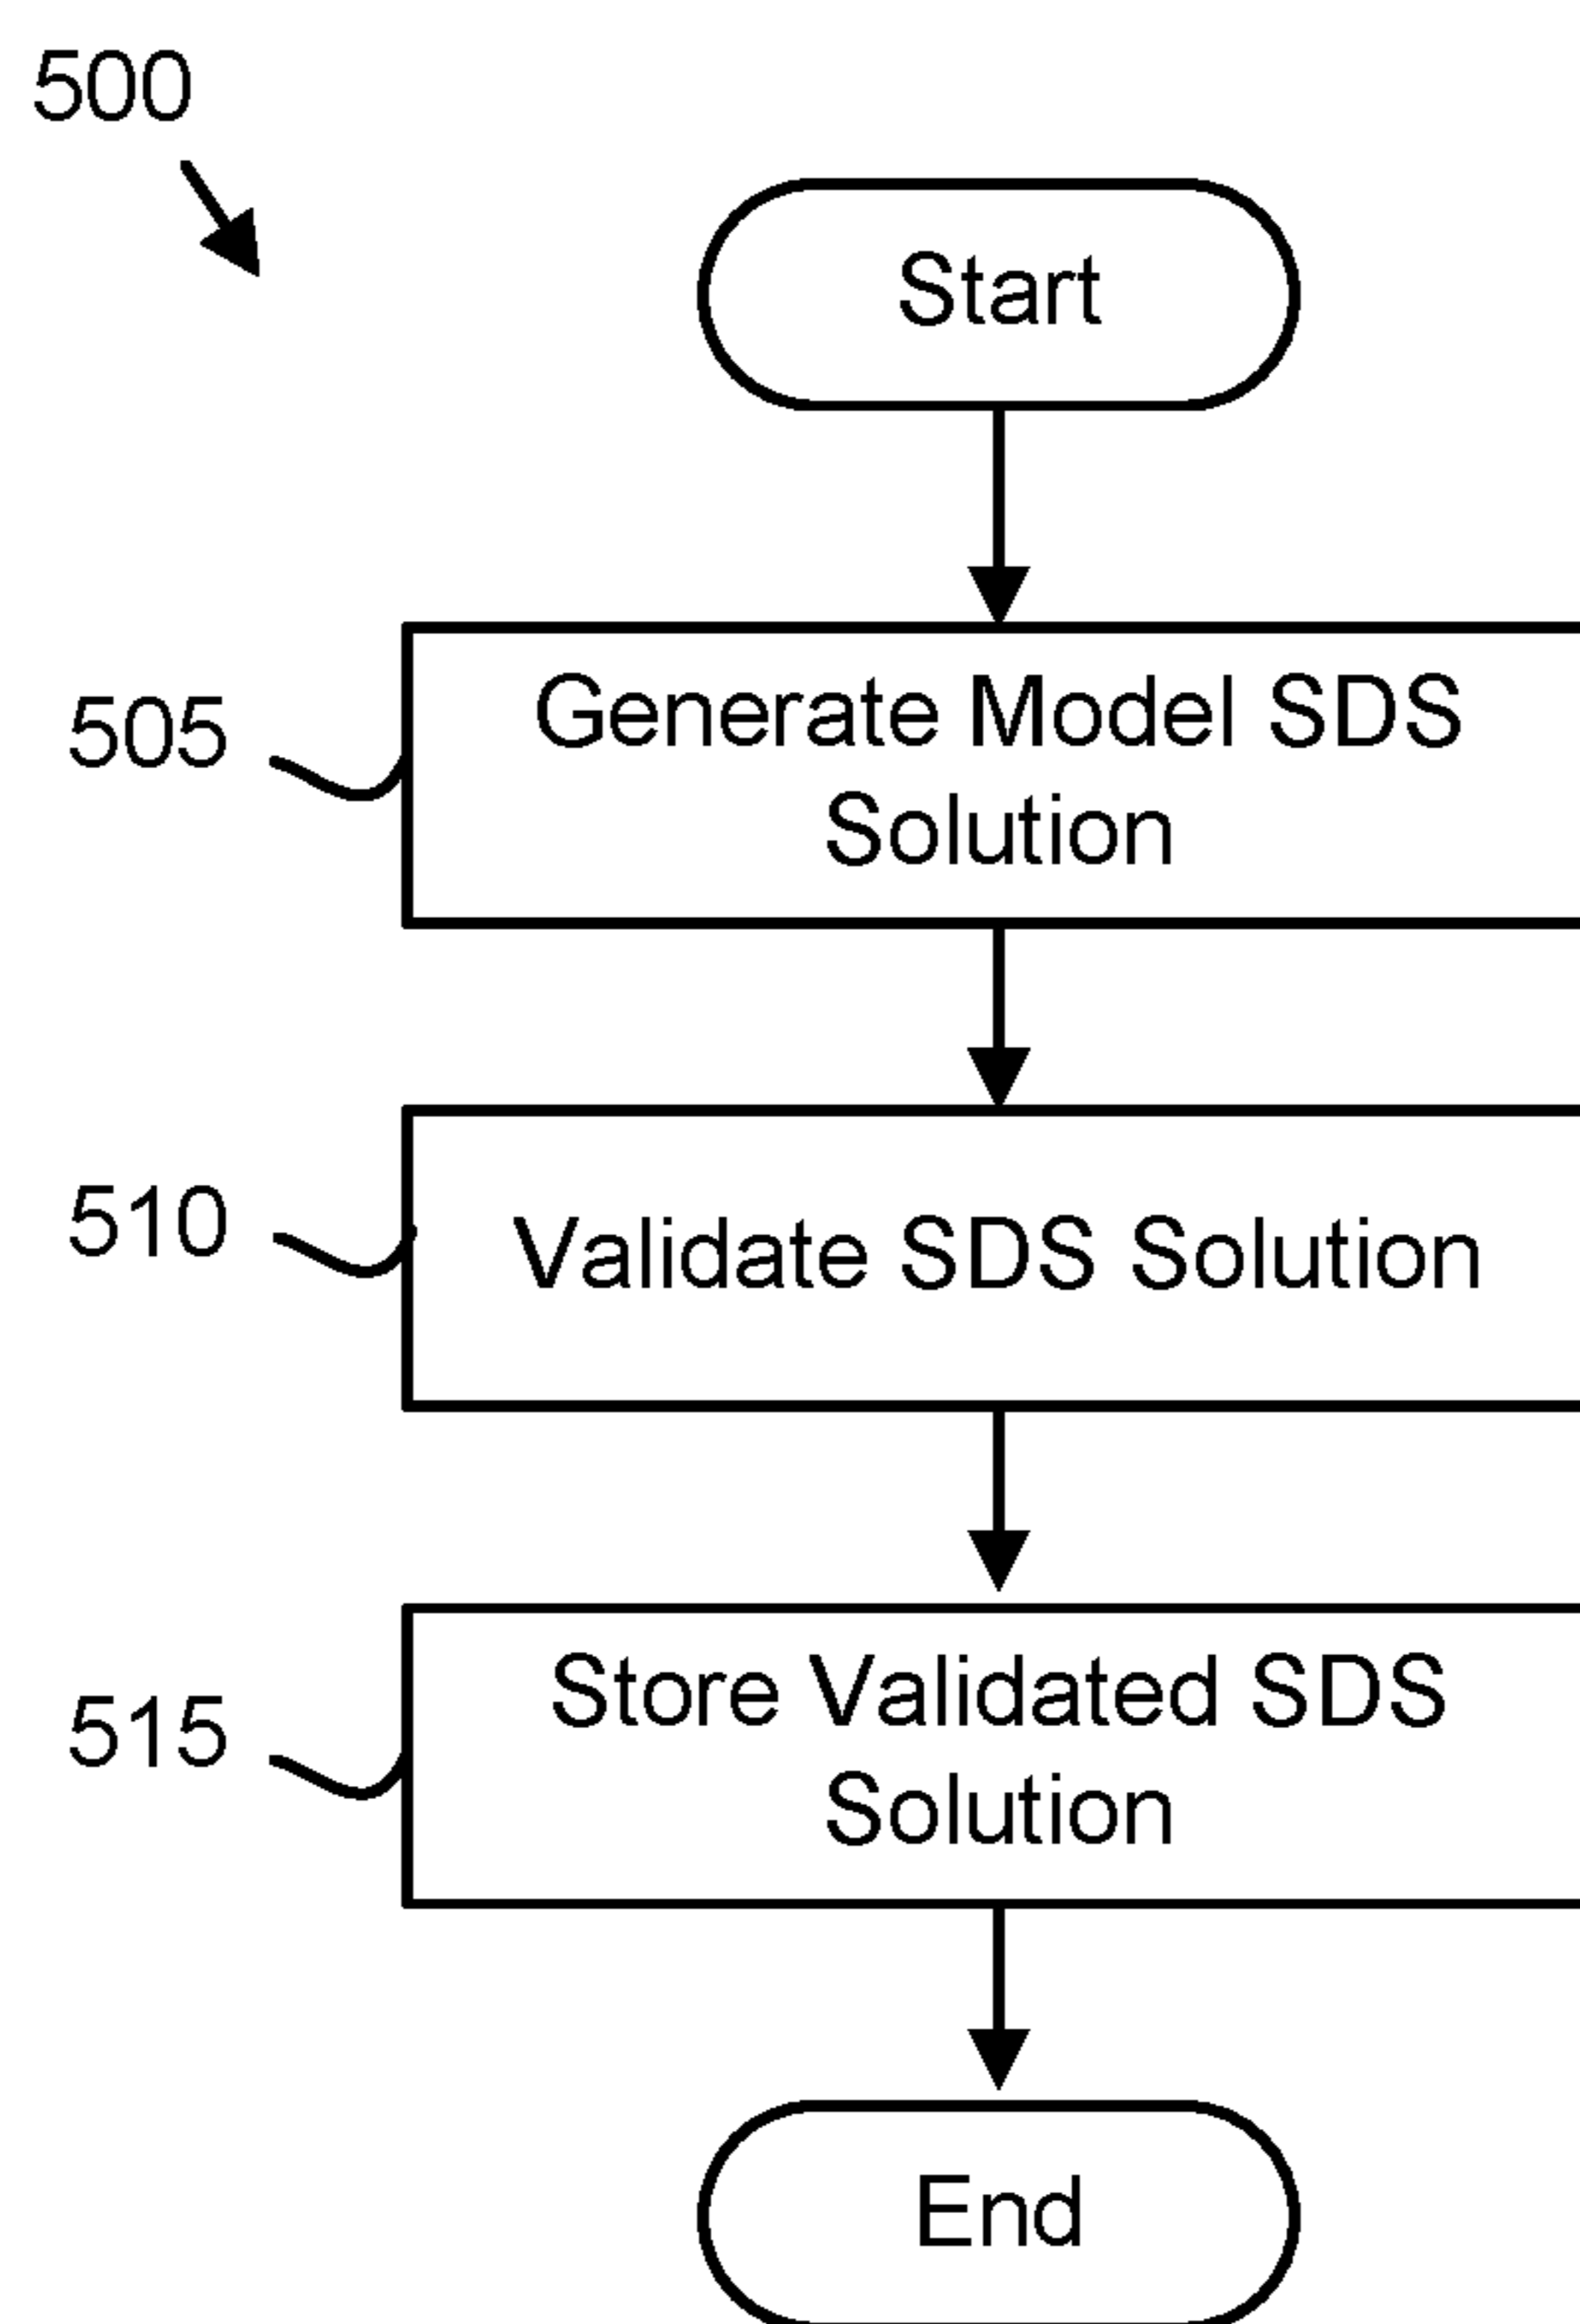 500
Start
505
Generate Model SDS
Solution
510
Validate SDS Solution
515
Store Validated SDS
Solution
End